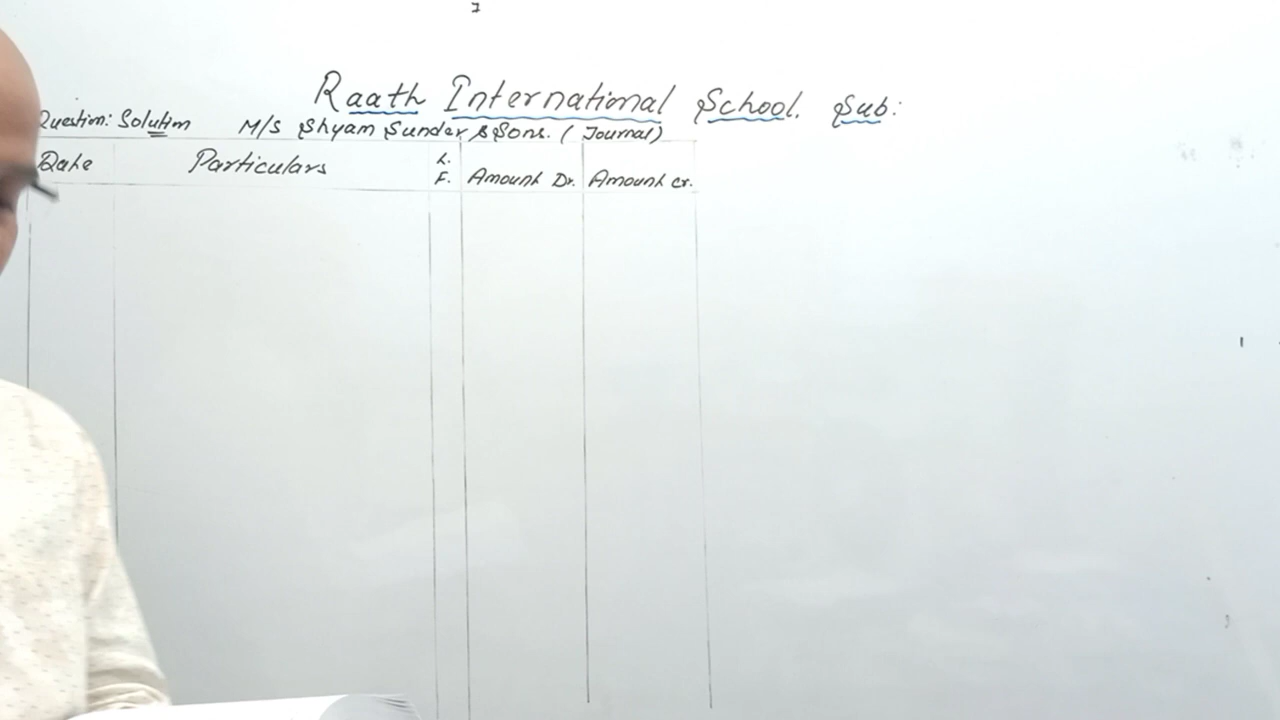 Raath International School. Sub:
Question: Solution M/S Shyam Sunder & Sons. (Journal)
Date Particulars L. F. Amount Dr. Amount Cr.